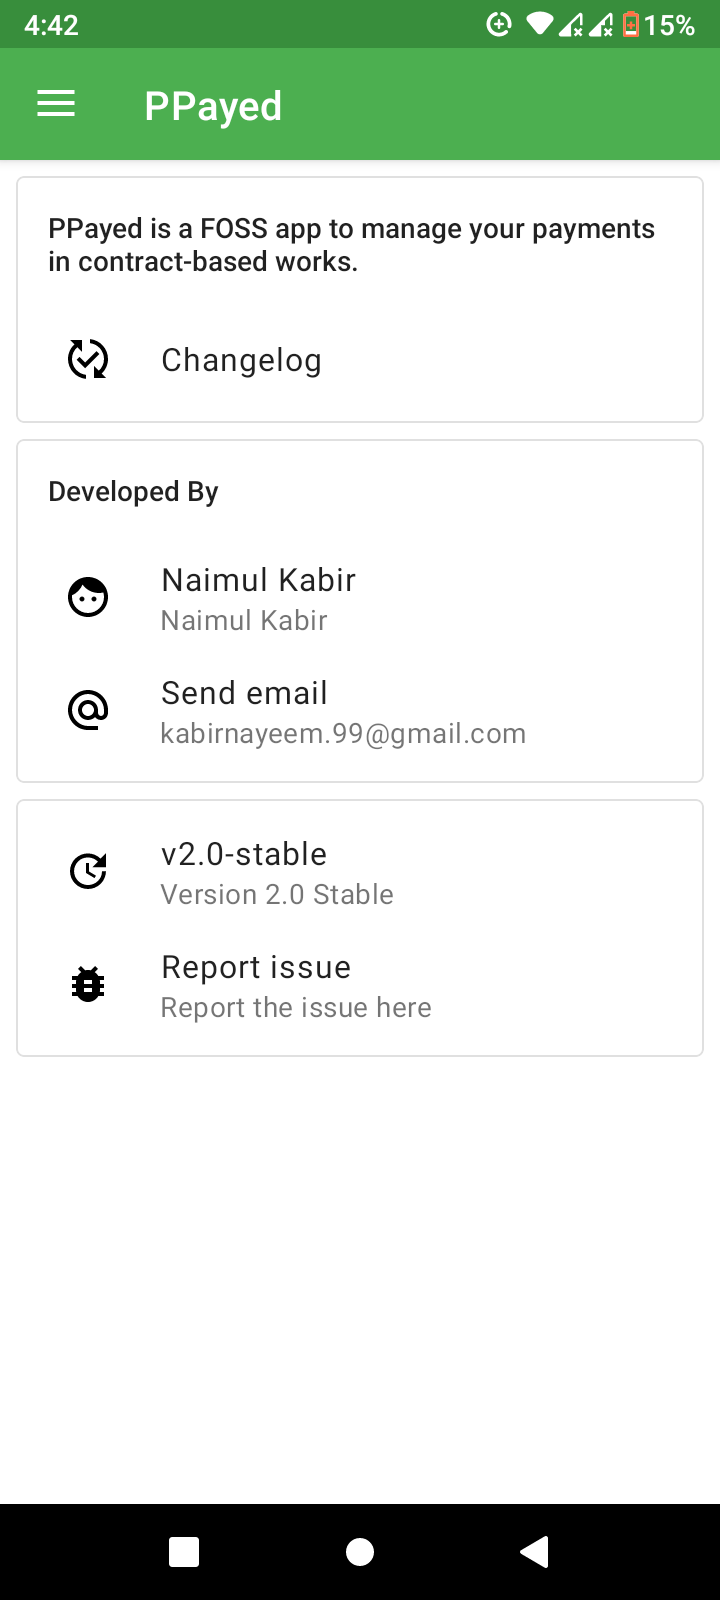 4:42
15%
PPayed
PPayed is a FOSS app to manage your payments
in contract-based works.
Changelog
Developed By
Naimul Kabir
Naimul Kabir
Send email
kabirnayeem.99@gmail.com
v2.0-stable
Version 2.0 Stable
Report issue
Report the issue here